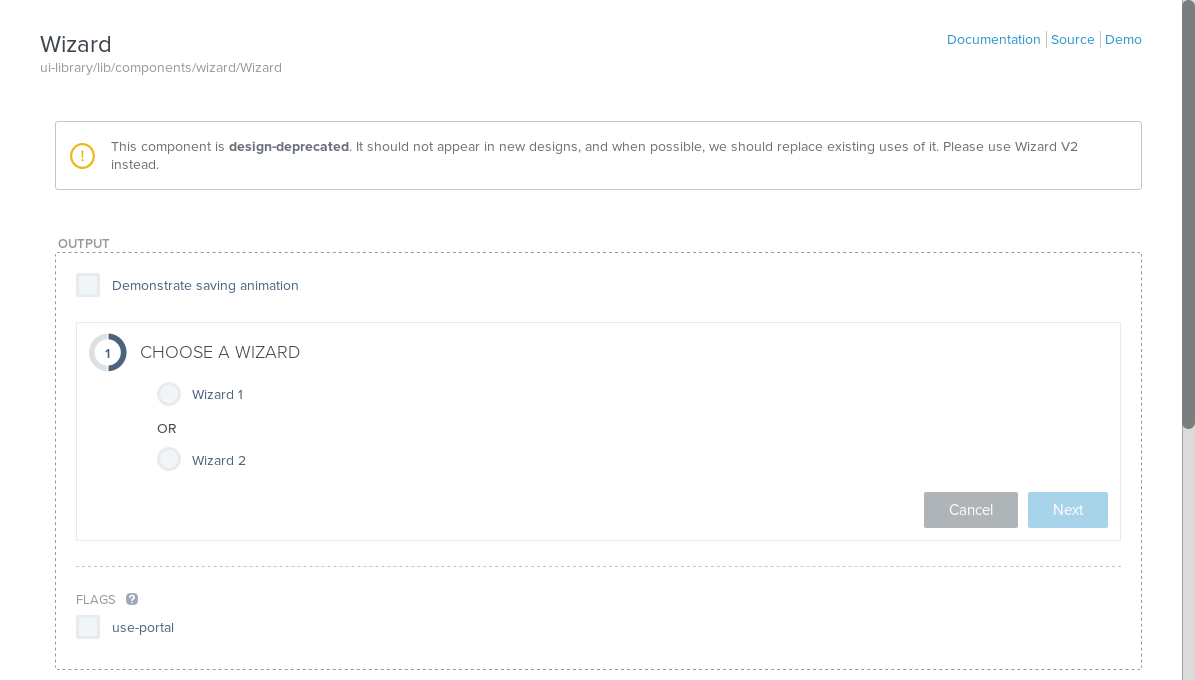 Wizard
Documentation
Source
Demo
ui-library/lib/components/wizard/Wizard
!
This component is design-deprecated. It should not appear in new designs, and when possible, we should replace existing uses of it. Please use Wizard V2
instead.
OUTPUT
Demonstrate saving animation
1
CHOOSE A WIZARD
Wizard 1
OR
Wizard 2
Cancel
Next
FLAGS ?
use-portal